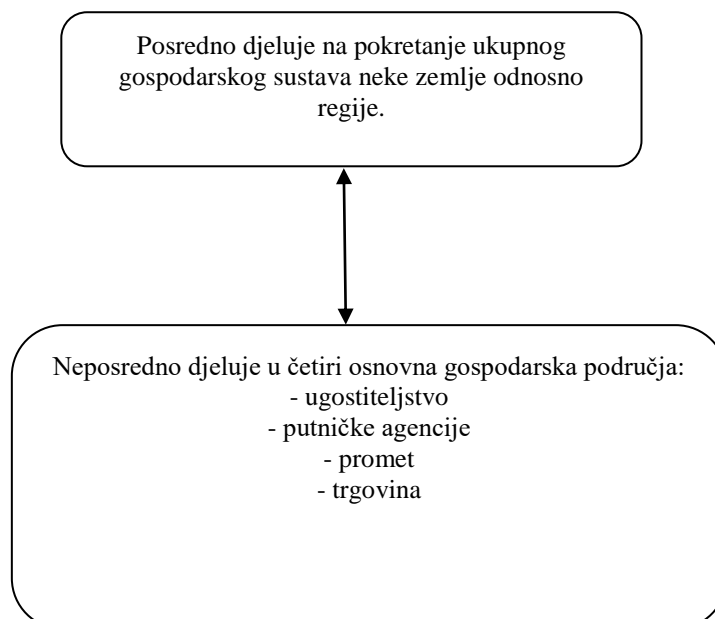 Posredno djeluje na pokretanje ukupnog
gospodarskog sustava neke zemlje odnosno
regije.
Neposredno djeluje u četiri osnovna gospodarska područja:
- ugostiteljstvo
- putničke agencije
- promet
- trgovina